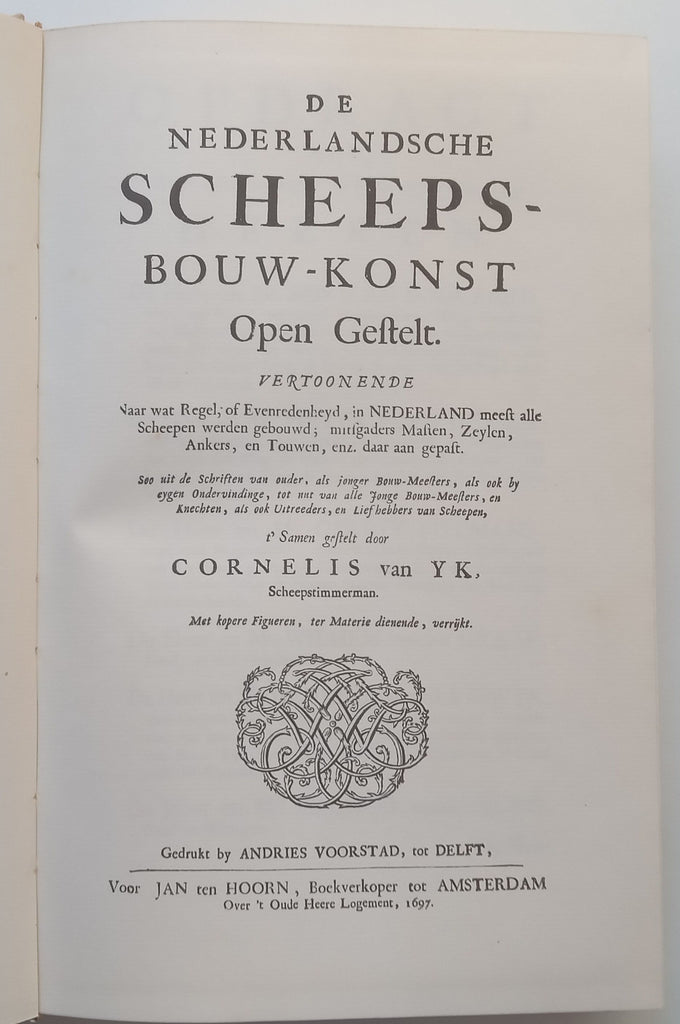 DE
NEDERLANDSCHE
SCHEEPS-
BOUW-KONST
Open Geſtelt.
VERTOONENDE
Naar wat Regel, of Evenredenheyd, in NEDERLAND meeſt alle
Scheepen werden gebouwd; mitſgaders Maſten, Zeylen,
Ankers, en Touwen, enz. daar aan gepaſt.
Soo uit de Schriften van ouder, als jonger Bouw-Meeſters, als ook by
eygen Ondervindinge, tot nut van alle Jonge Bouw-Meeſters, en
Knechten, als ook Uitreeders, en Liefhebbers van Scheepen,
t' Samen geſtelt door
CORNELIS van YK,
Scheepstimmerman.
Met kopere Figueren, ter Materie dienende, verrijkt.
Gedrukt by ANDRIES VOORSTAD, tot DELFT,
Voor JAN ten HOORN, Boekverkoper tot AMSTERDAM
Over 't Oude Heere Logement, 1697.